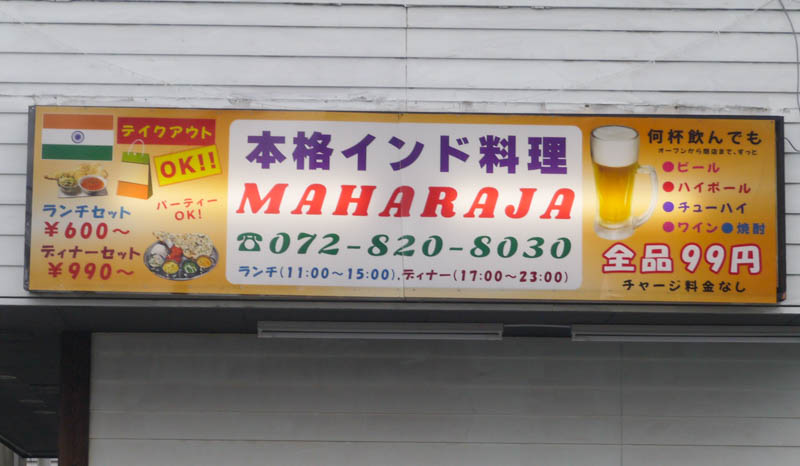 テイクアウト
OK!!
ランチセット
¥600〜
ディナーセット
¥990〜
パーティー
OK!
本格インド料理
MAHARAJA
☎072-820-8030
ランチ(11:00〜15:00).ディナー(17:00〜23:00)
何杯飲んでも
オープンから閉店まで、ずっと
●ビール
●ハイボール
●チューハイ
●ワイン●焼酎
全品99円
チャージ料金なし